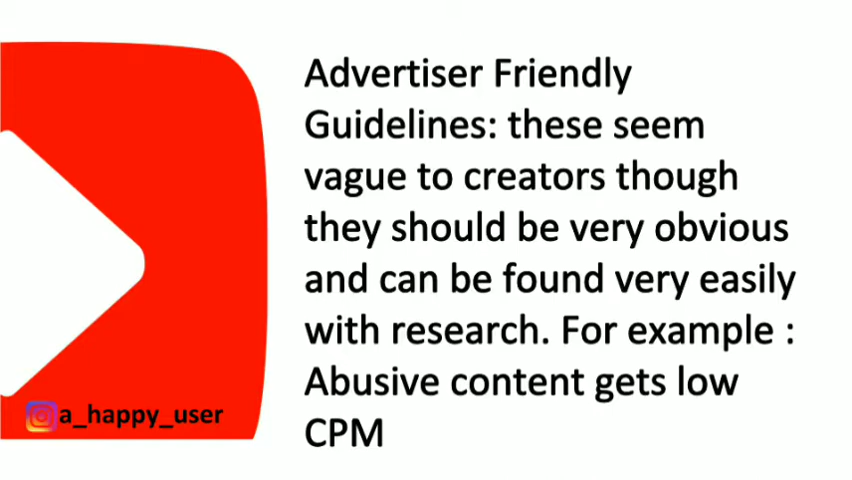 Advertiser Friendly
Guidelines: these seem
vague to creators though
they should be very obvious
and can be found very easily
with research. For example :
Abusive content gets low
CPM
a_happy_user